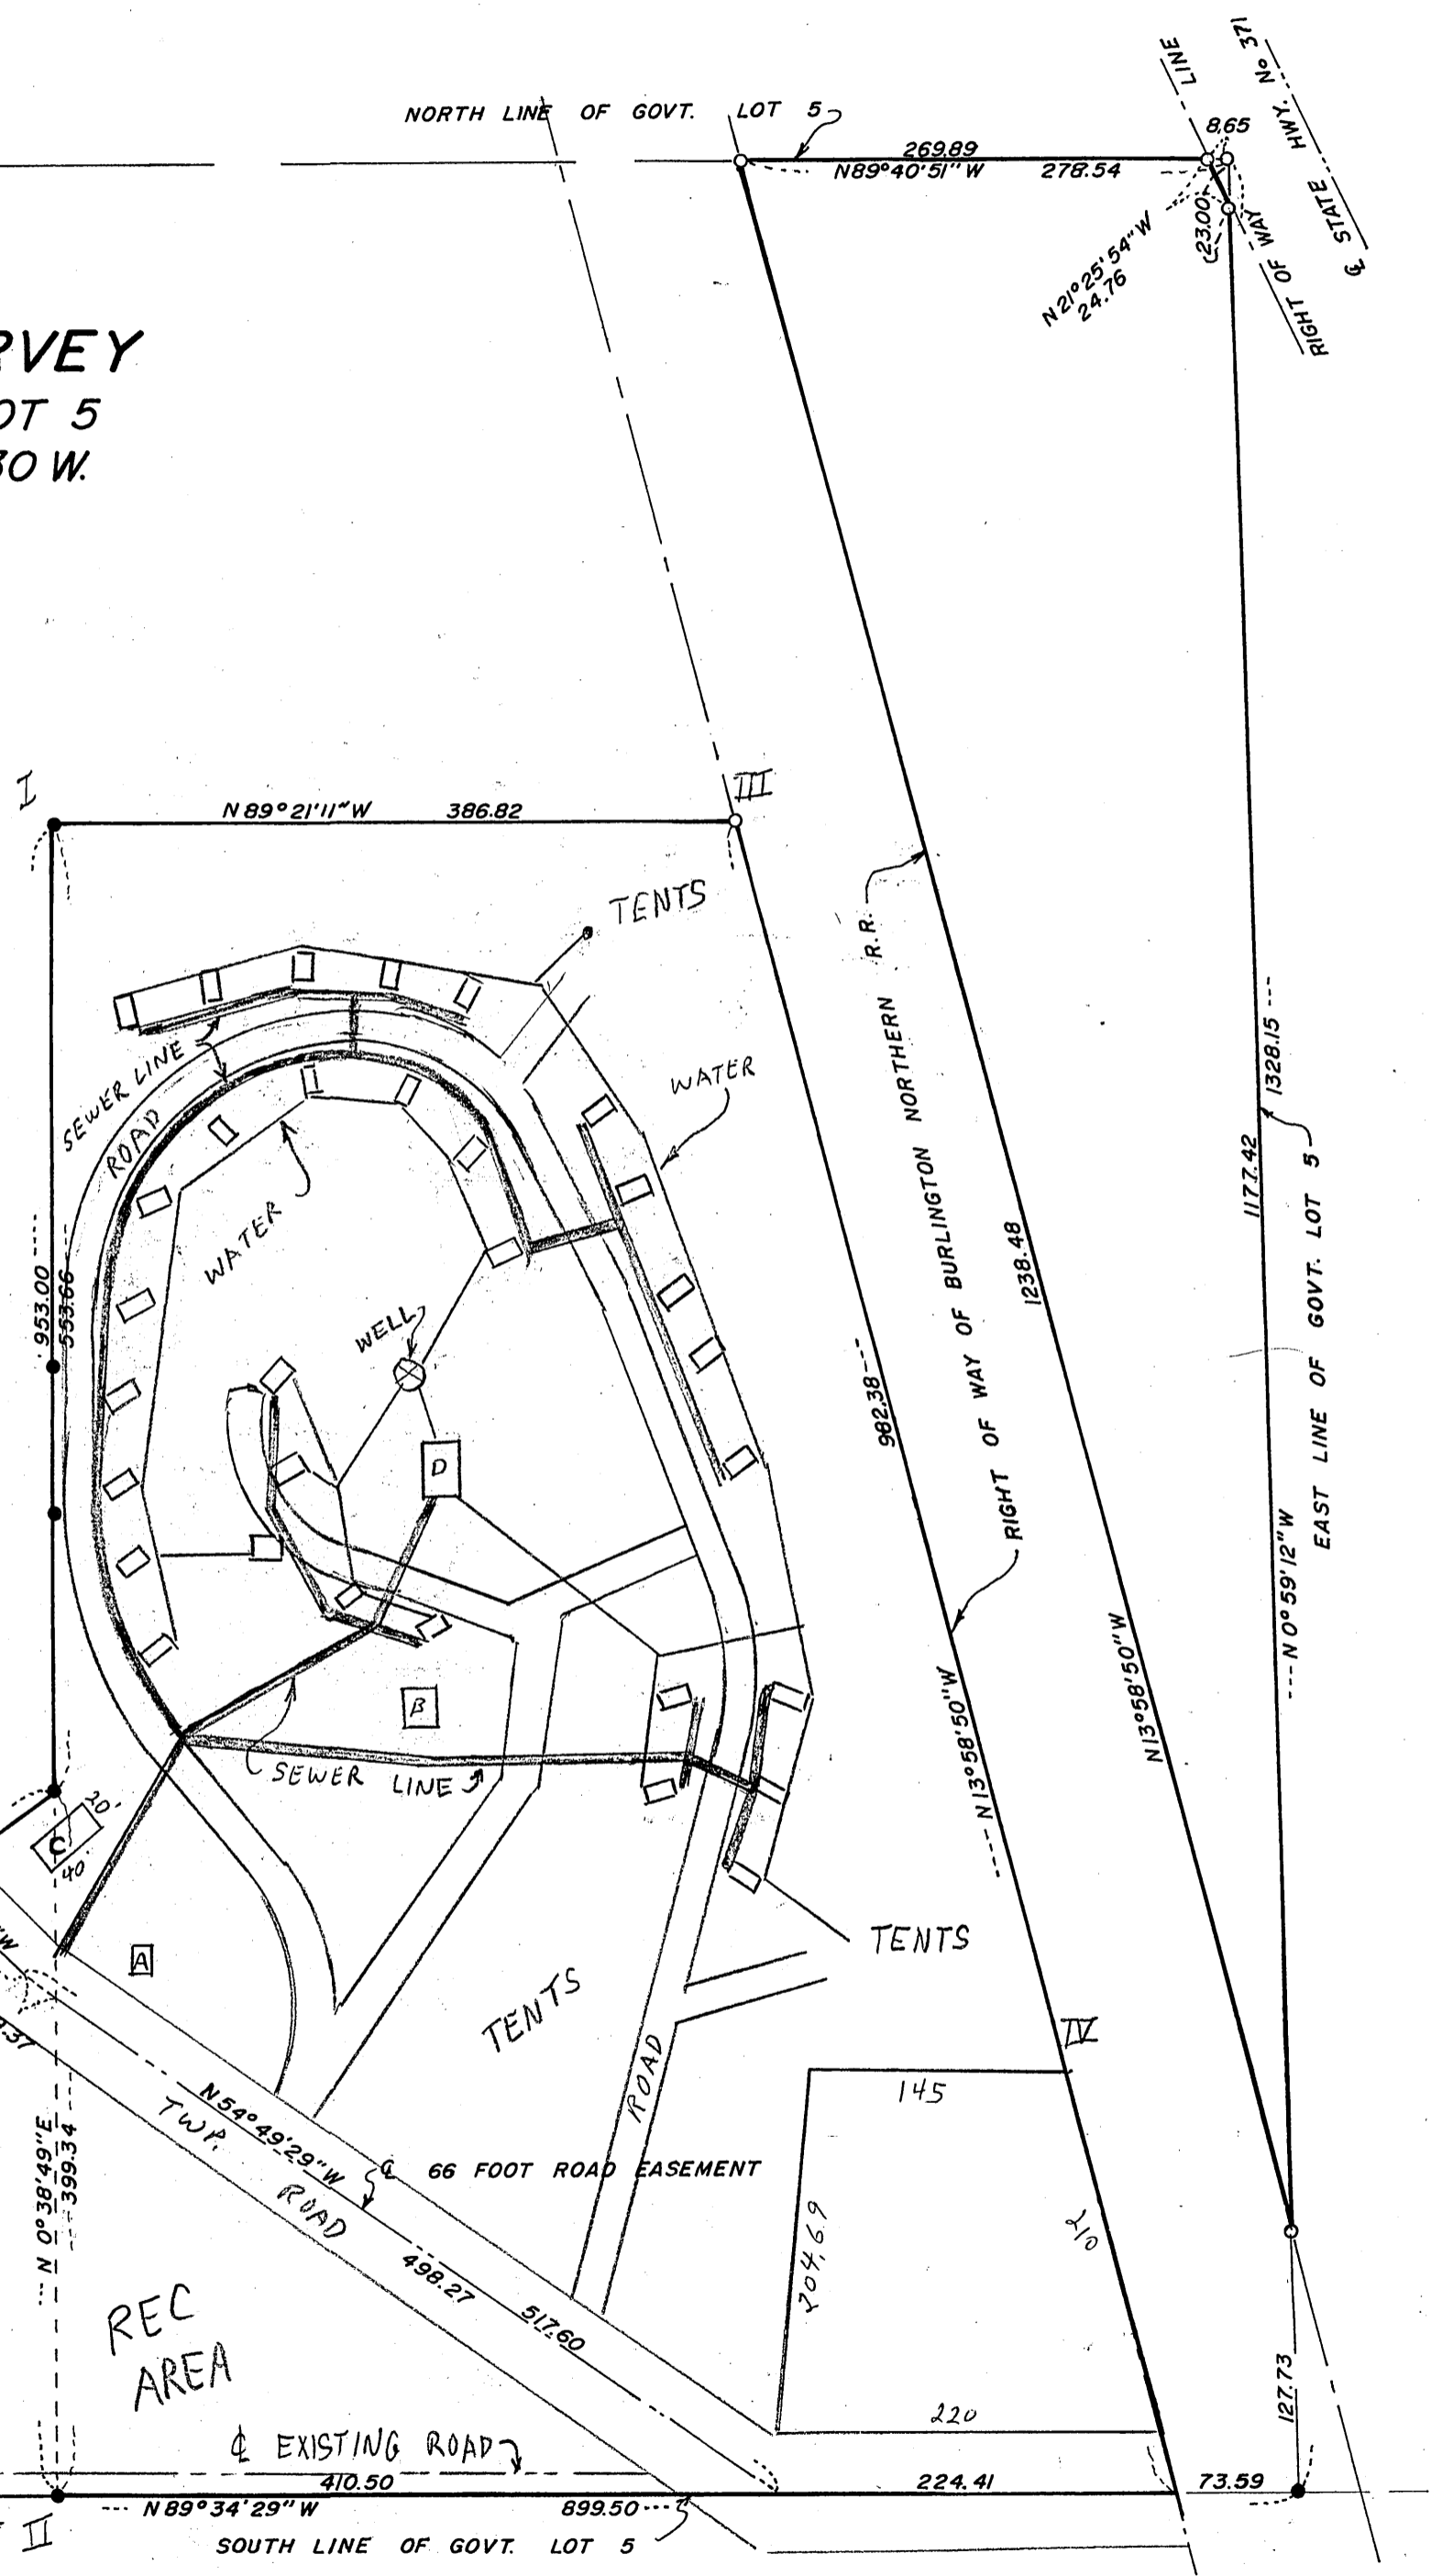 LINE
HWY. No 371
℄ STATE
NORTH LINE OF GOVT. LOT 5
8.65
269.89
N89°40'51"W 278.54
(23.00)
RIGHT OF WAY
N21°25'54"W
24.76
RVEY
OT 5
30 W.
I
III
N89°21'11"W 386.82
TENTS
SEWER LINE
ROAD
WATER
WATER
WELL
953.00
553.66
RIGHT OF WAY OF BURLINGTON NORTHERN R.R.
1238.48
982.38
1328.15
1177.42
EAST LINE OF GOVT. LOT 5
N0°59'12"W
N13°58'50"W
N13°58'50"W
D
B
SEWER LINE
20'
C
40'
A
TENTS
TENTS
ROAD
IV
145
"W
.37
N54°49'29"W
TWP.
ROAD
℄ 66 FOOT ROAD EASEMENT
N 0°38'49"E
399.34
204.69
210
498.27
517.60
REC
AREA
220
127.73
℄ EXISTING ROAD
410.50
224.41
73.59
N89°34'29"W 899.50
II
SOUTH LINE OF GOVT. LOT 5